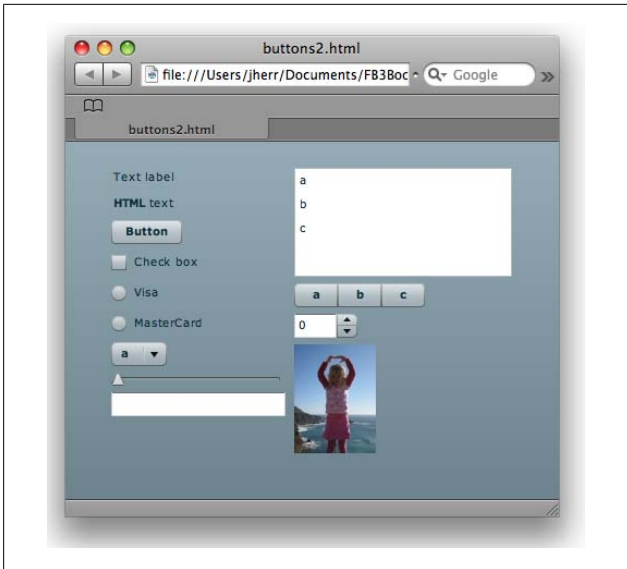 buttons2.html
file:///Users/jherr/Documents/FB3Boc
Google
buttons2.html
Text label
HTML text
Button
Check box
Visa
MasterCard
a
a
b
c
a b c
0